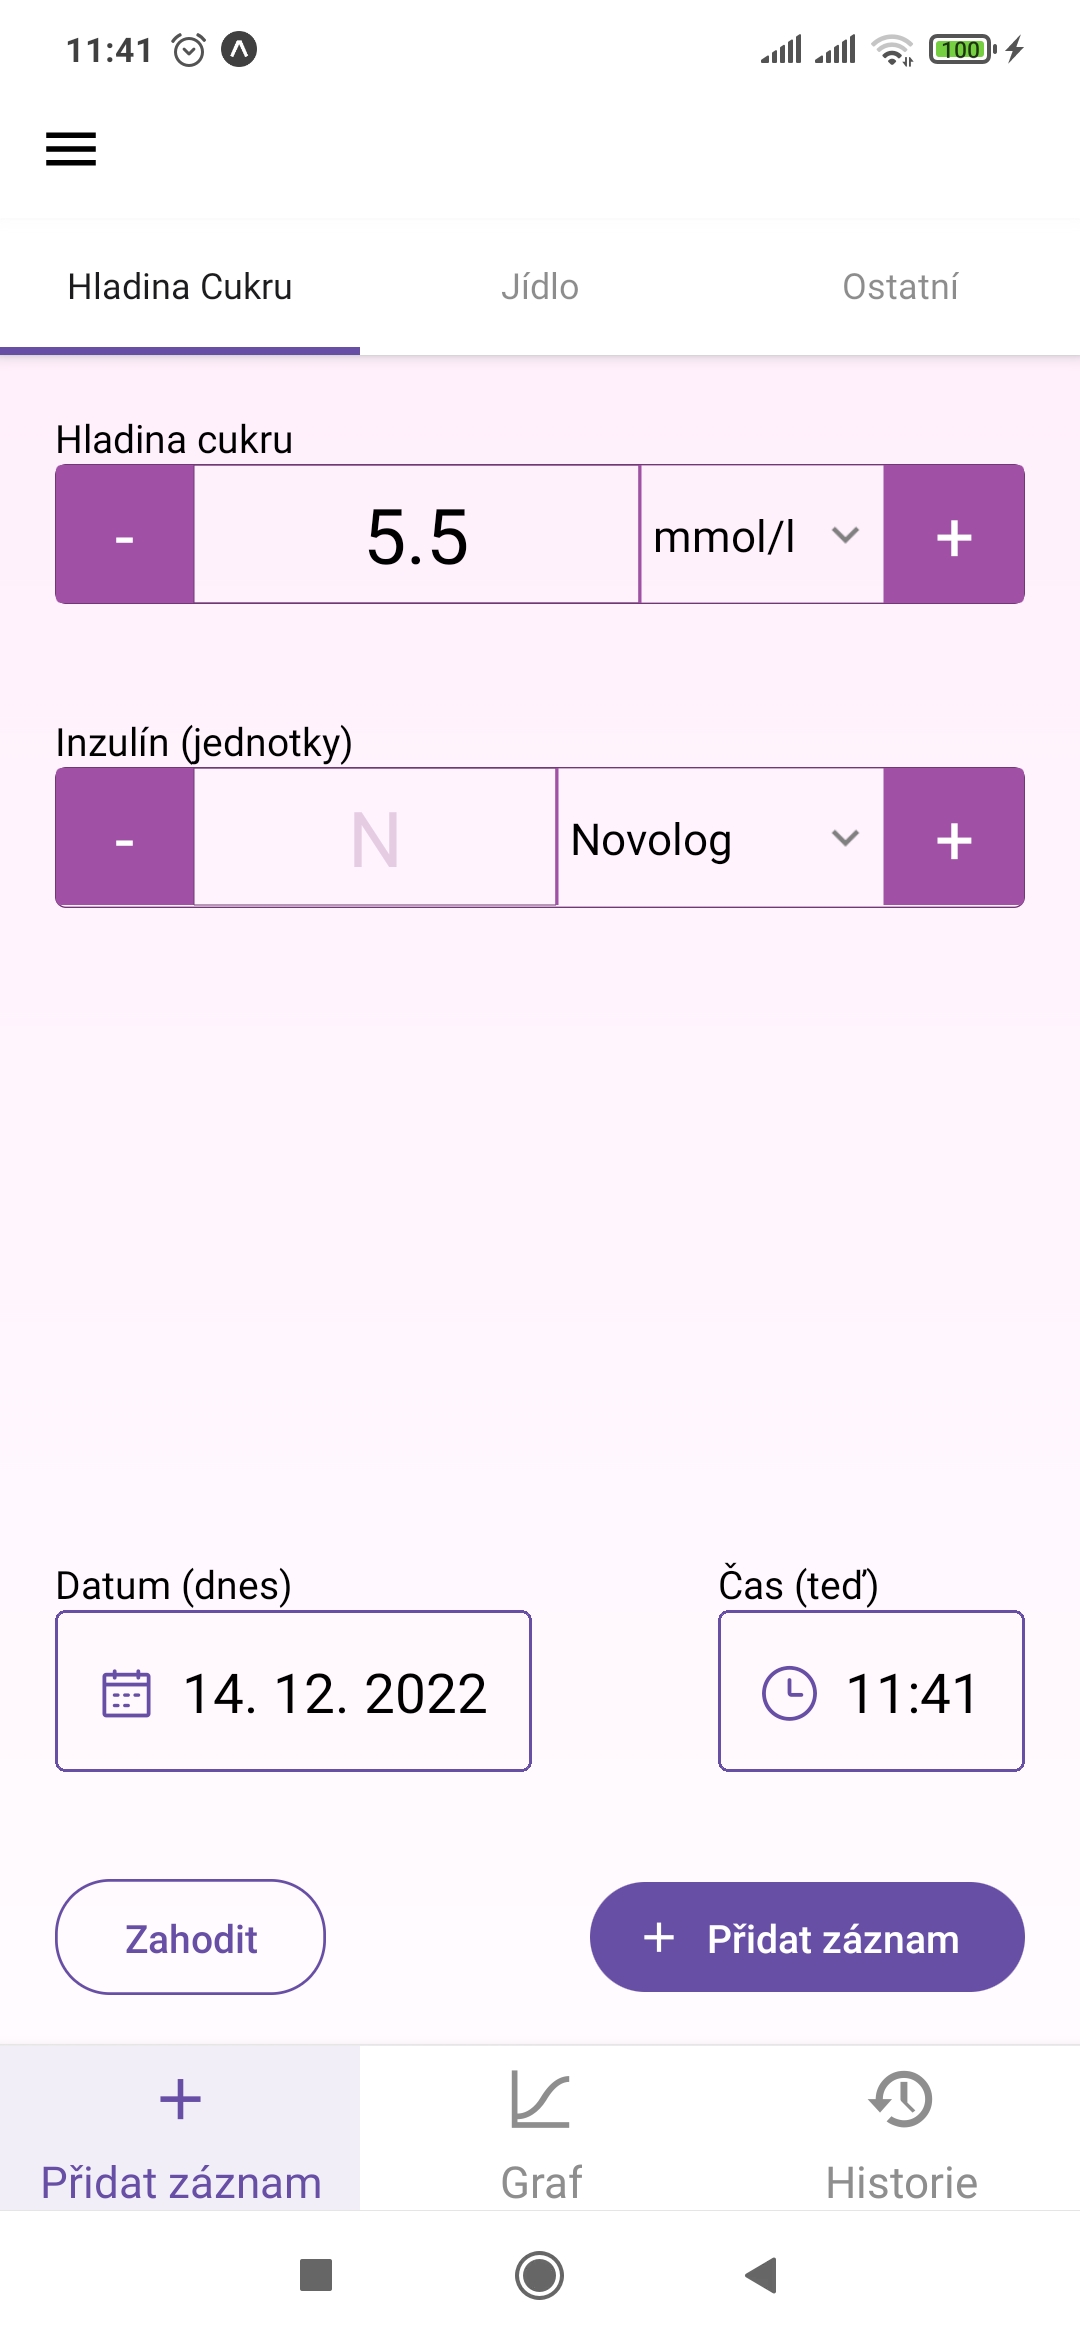 11:41
100
Hladina Cukru
Jídlo
Ostatní
Hladina cukru
- 5.5 mmol/l +
Inzulín (jednotky)
- N Novolog +
Datum (dnes)
Čas (teď)
14. 12. 2022
11:41
Zahodit
+ Přidat záznam
Přidat záznam
Graf
Historie